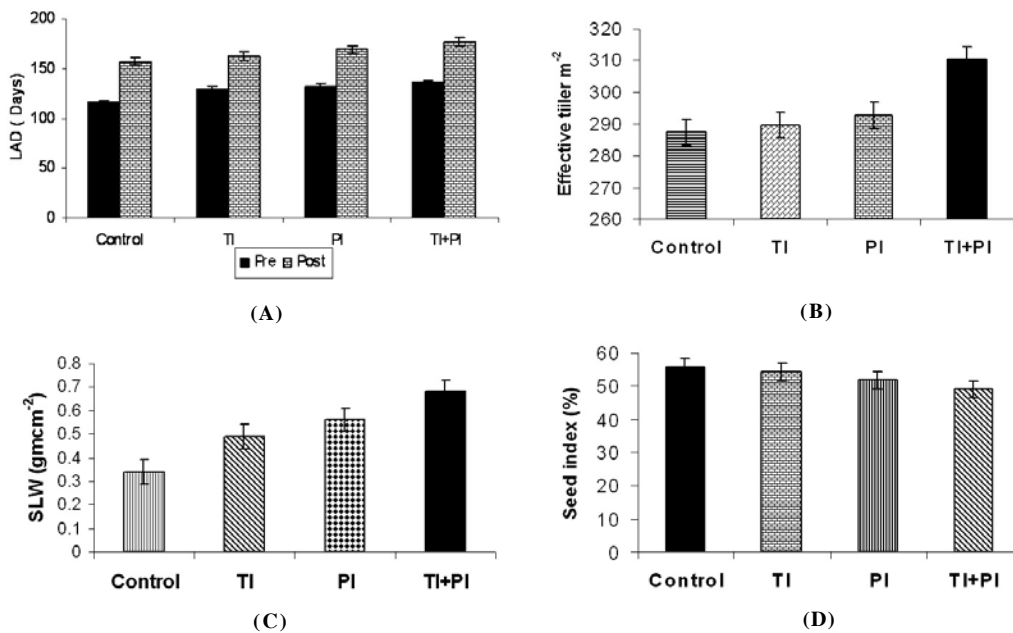 LAD ( Days)
200
150
100
50
0
Control TI PI TI+PI
Pre Post
(A)
Effective tiiler m-2
320
310
300
290
280
270
260
Control TI PI TI+PI
(B)
SLW (gmcm-2)
0.8
0.7
0.6
0.5
0.4
0.3
0.2
0.1
0
Control TI PI TI+PI
(C)
Seed index (%)
60
50
40
30
20
10
0
Control TI PI TI+PI
(D)